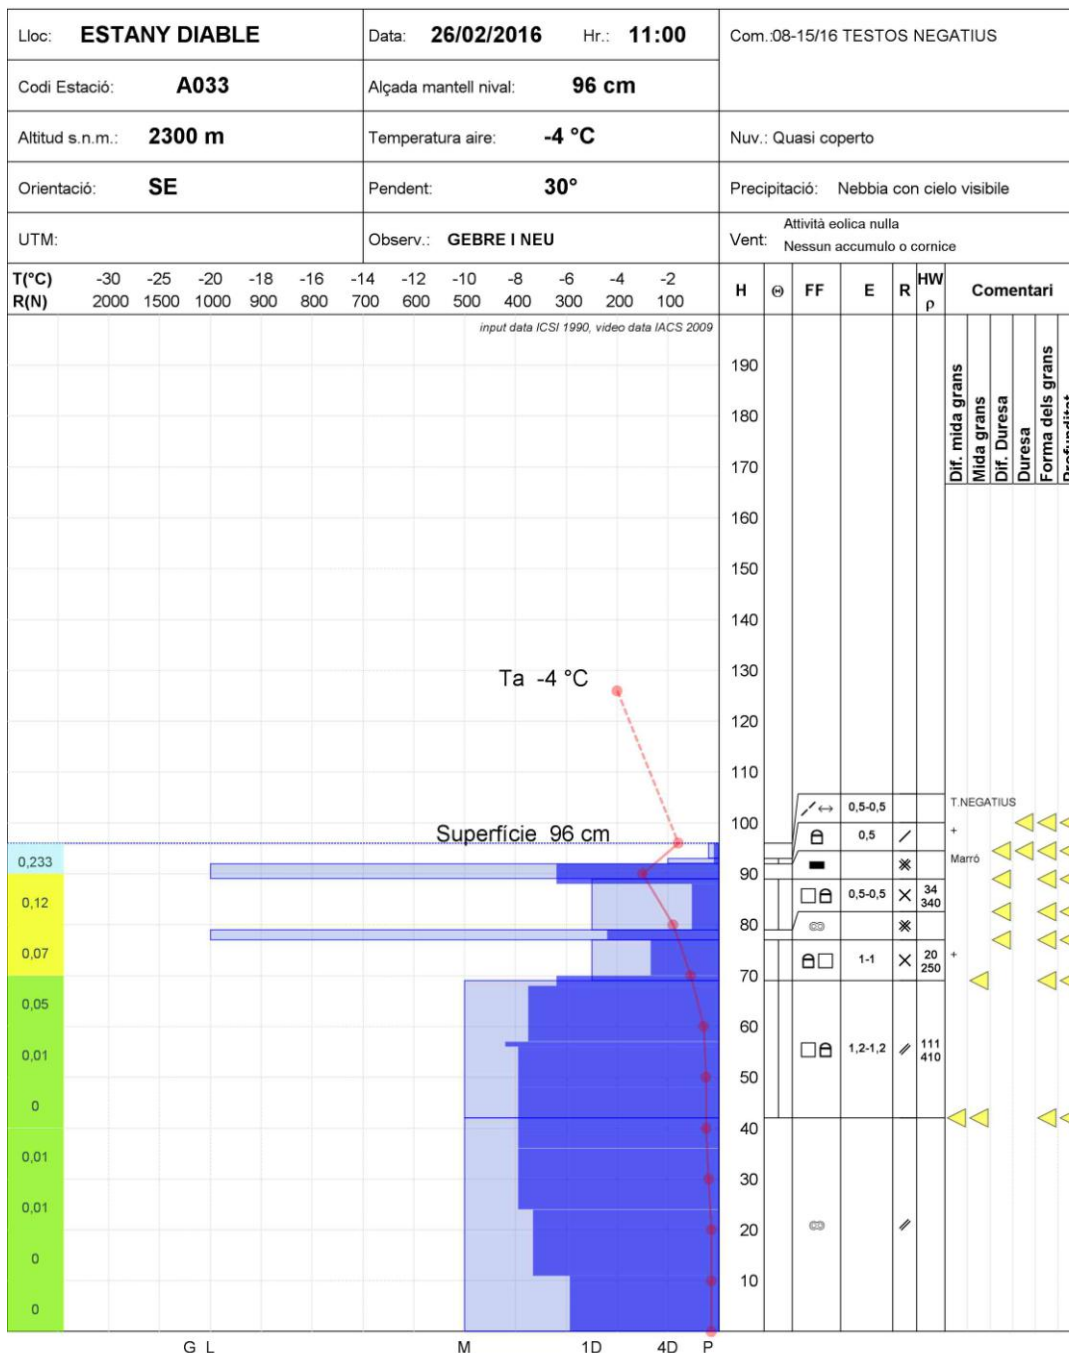 Lloc: ESTANY DIABLE Data: 26/02/2016 Hr.: 11:00 Com.:08-15/16 TESTOS NEGATIUS
Codi Estació: A033 Alçada mantell nival: 96 cm
Altitud s.n.m.: 2300 m Temperatura aire: -4 °C Nuv.: Quasi coperto
Orientació: SE Pendent: 30° Precipitació: Nebbia con cielo visibile
UTM: Observ.: GEBRE I NEU Vent: Attività eolica nulla
Nessun accumulo o cornice
T(°C) -30 -25 -20 -18 -16 -14 -12 -10 -8 -6 -4 -2
R(N) 2000 1500 1000 900 800 700 600 500 400 300 200 100
H Θ FF E R HW ρ Comentari
input data ICSI 1990, video data IACS 2009
Dif. mida grans
Mida grans
Dif. Duresa
Duresa
Forma dels grans
Profunditat
190
180
170
160
150
140
130
Ta -4 °C
120
110
0,5-0,5 T.NEGATIUS
100
Superfície 96 cm
0,5 +
0,233
Marró
90
0,12 0,5-0,5 34
340
80
0,07 1-1 20 +
250
70
0,05
60
0,01 1,2-1,2 111
410
50
0
40
0,01
30
0,01
20
0
10
0
G L M 1D 4D P